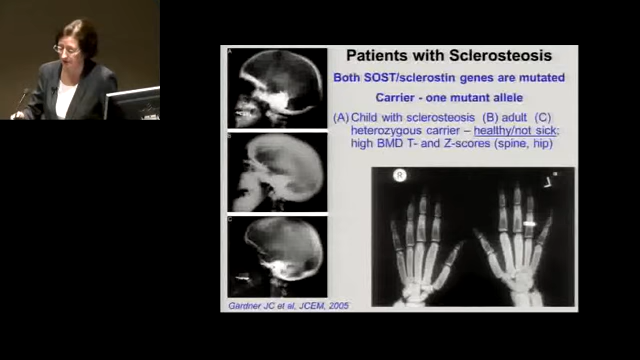 Patients with Sclerosteosis
Both SOST/sclerostin genes are mutated
Carrier - one mutant allele
(A) Child with sclerosteosis (B) adult (C)
heterozygous carrier – healthy/not sick:
high BMD T- and Z-scores (spine, hip)
A
B
C
R
Gardner JC et al, JCEM, 2005